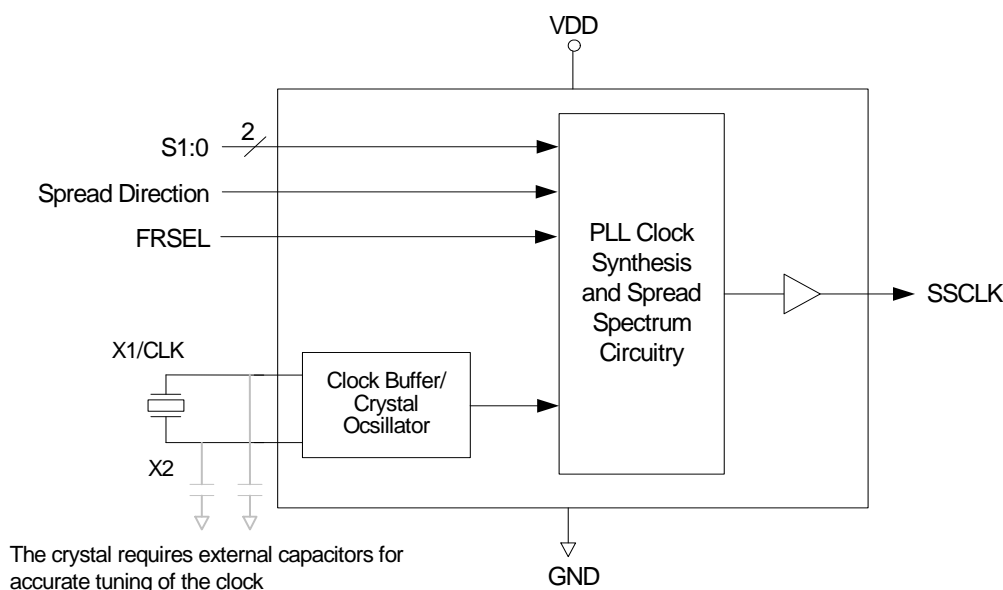 VDD
2
S1:0
Spread Direction
FRSEL
PLL Clock
Synthesis
and Spread
Spectrum
Circuitry
SSCLK
X1/CLK
Clock Buffer/
Crystal
Ocsillator
X2
The crystal requires external capacitors for
accurate tuning of the clock
GND